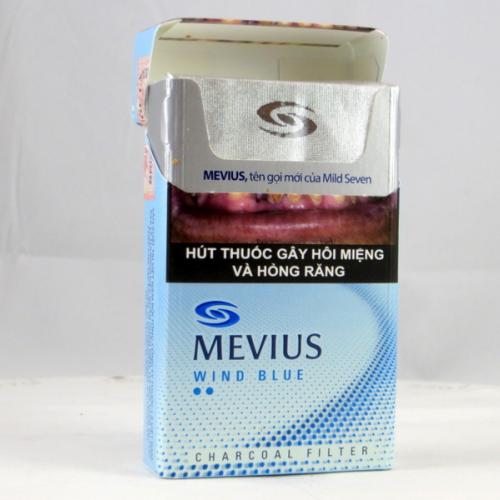 MEVIUS, tên gọi mới của Mild Seven
HÚT THUỐC GÂY HÔI MIỆNG
VÀ HỎNG RĂNG
MEVIUS
WIND BLUE
CHARCOAL FILTER